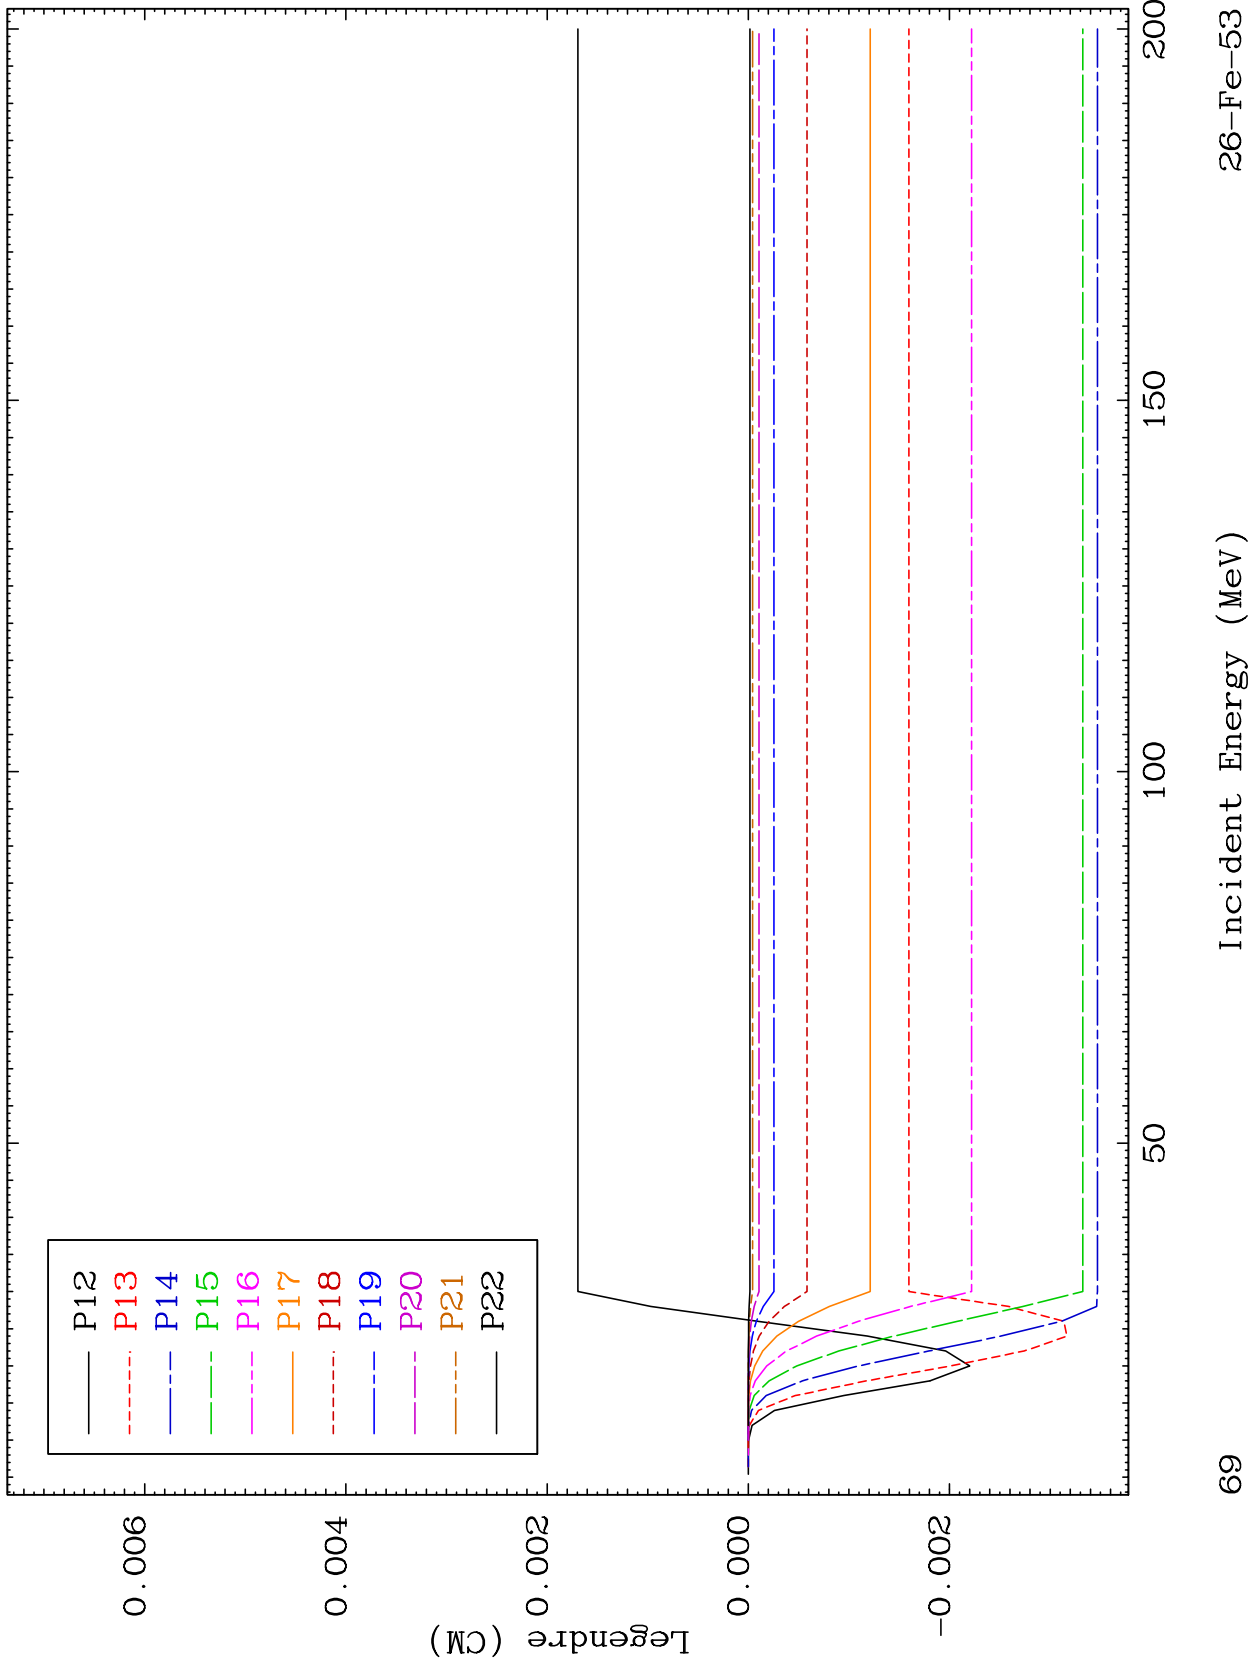 P12
P13
P14
P15
P16
P17
P18
P19
P20
P21
P22
0.006
0.004
0.002
0.000
-0.002
Legendre (CM)
50
100
150
200
Incident Energy (MeV)
69
26-Fe-53